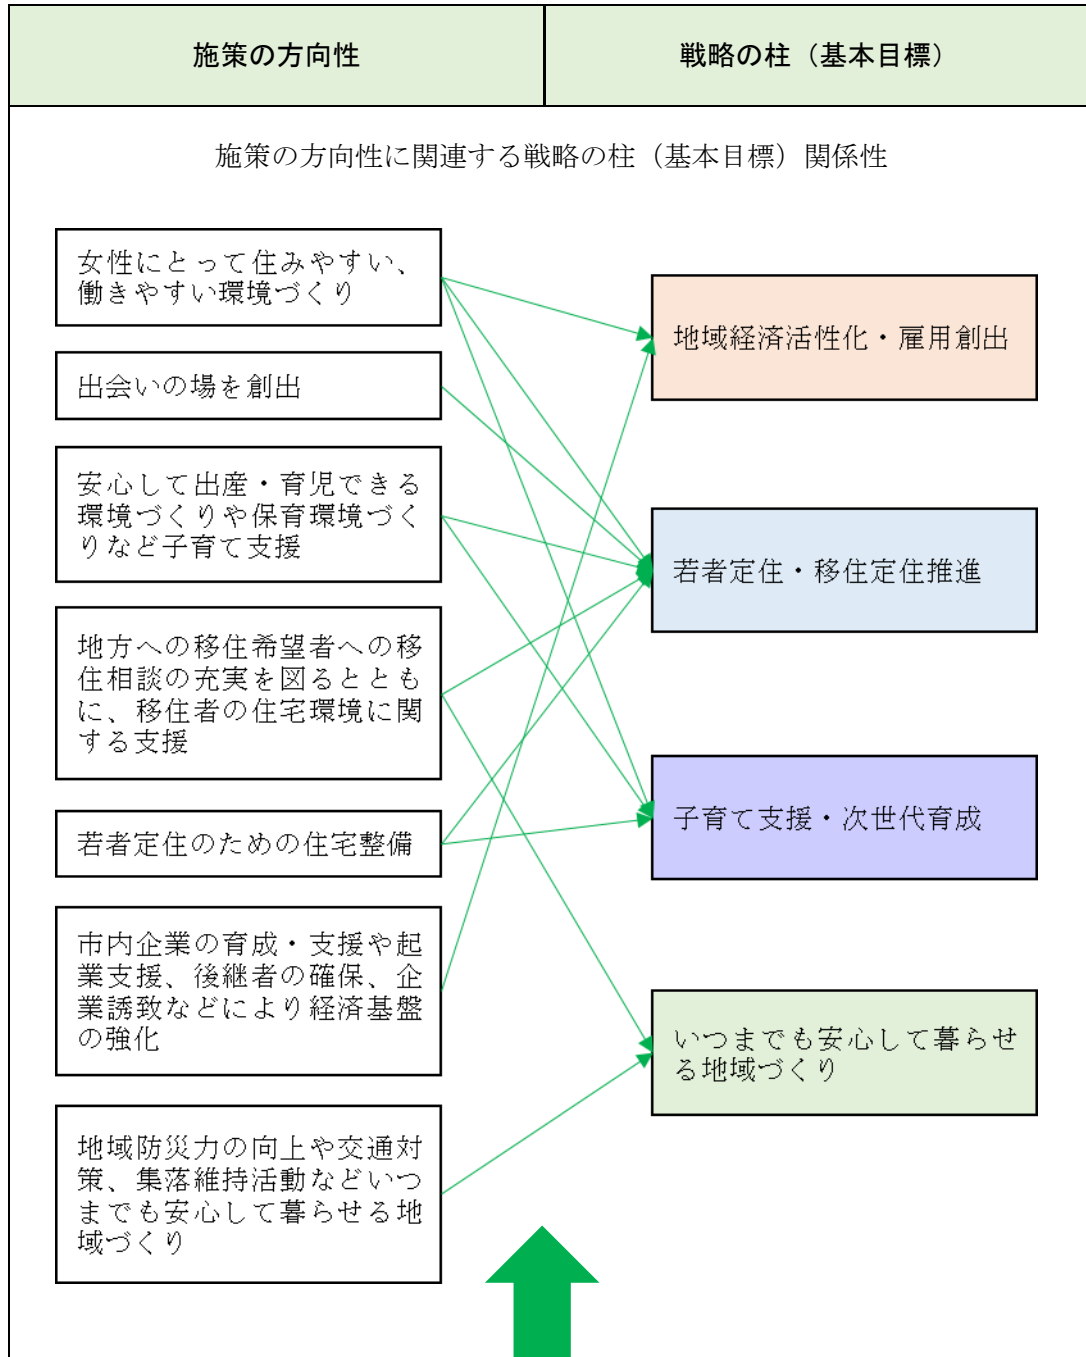 施策の方向性
戦略の柱（基本目標）
施策の方向性に関連する戦略の柱（基本目標）関係性
女性にとって住みやすい、
働きやすい環境づくり
出会いの場を創出
安心して出産・育児できる
環境づくりや保育環境づく
りなど子育て支援
地方への移住希望者への移
住相談の充実を図るととも
に、移住者の住宅環境に関
する支援
若者定住のための住宅整備
市内企業の育成・支援や起
業支援、後継者の確保、企
業誘致などにより経済基盤
の強化
地域防災力の向上や交通対
策、集落維持活動などいつ
までも安心して暮らせる地
域づくり
地域経済活性化・雇用創出
若者定住・移住定住推進
子育て支援・次世代育成
いつまでも安心して暮らせ
る地域づくり